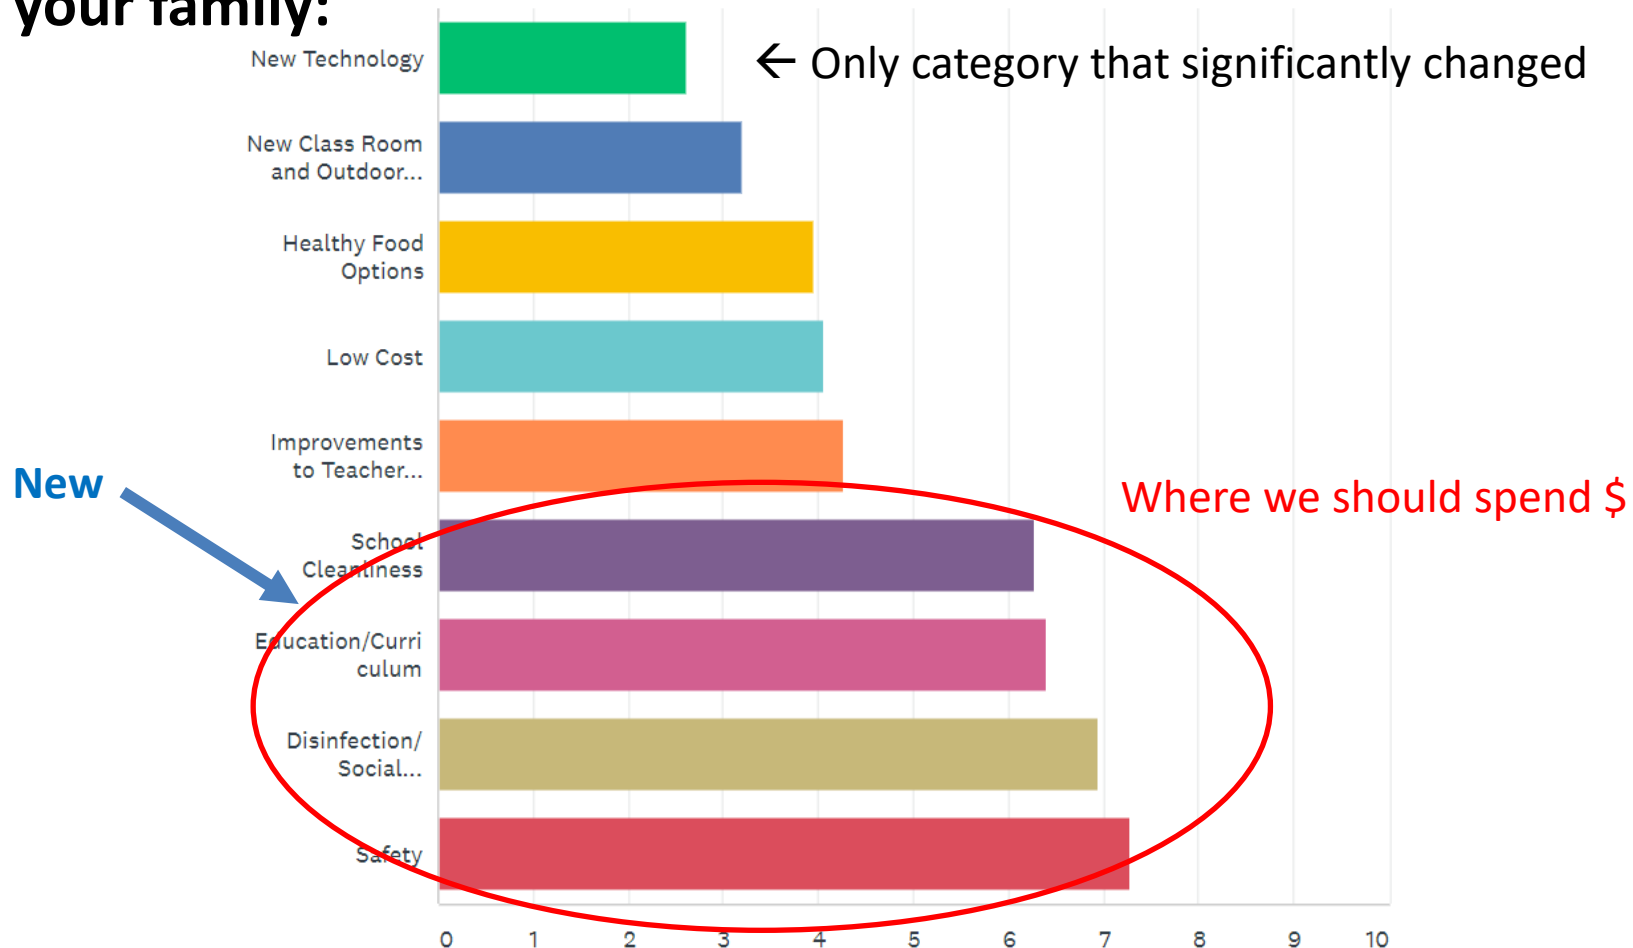 your family:
New Technology
← Only category that significantly changed
New Class Room
and Outdoor...
Healthy Food
Options
Low Cost
Improvements
to Teacher...
New
Where we should spend $
School
Cleanliness
Education/Curri
culum
Disinfection/
Social...
Safety
0 1 2 3 4 5 6 7 8 9 10